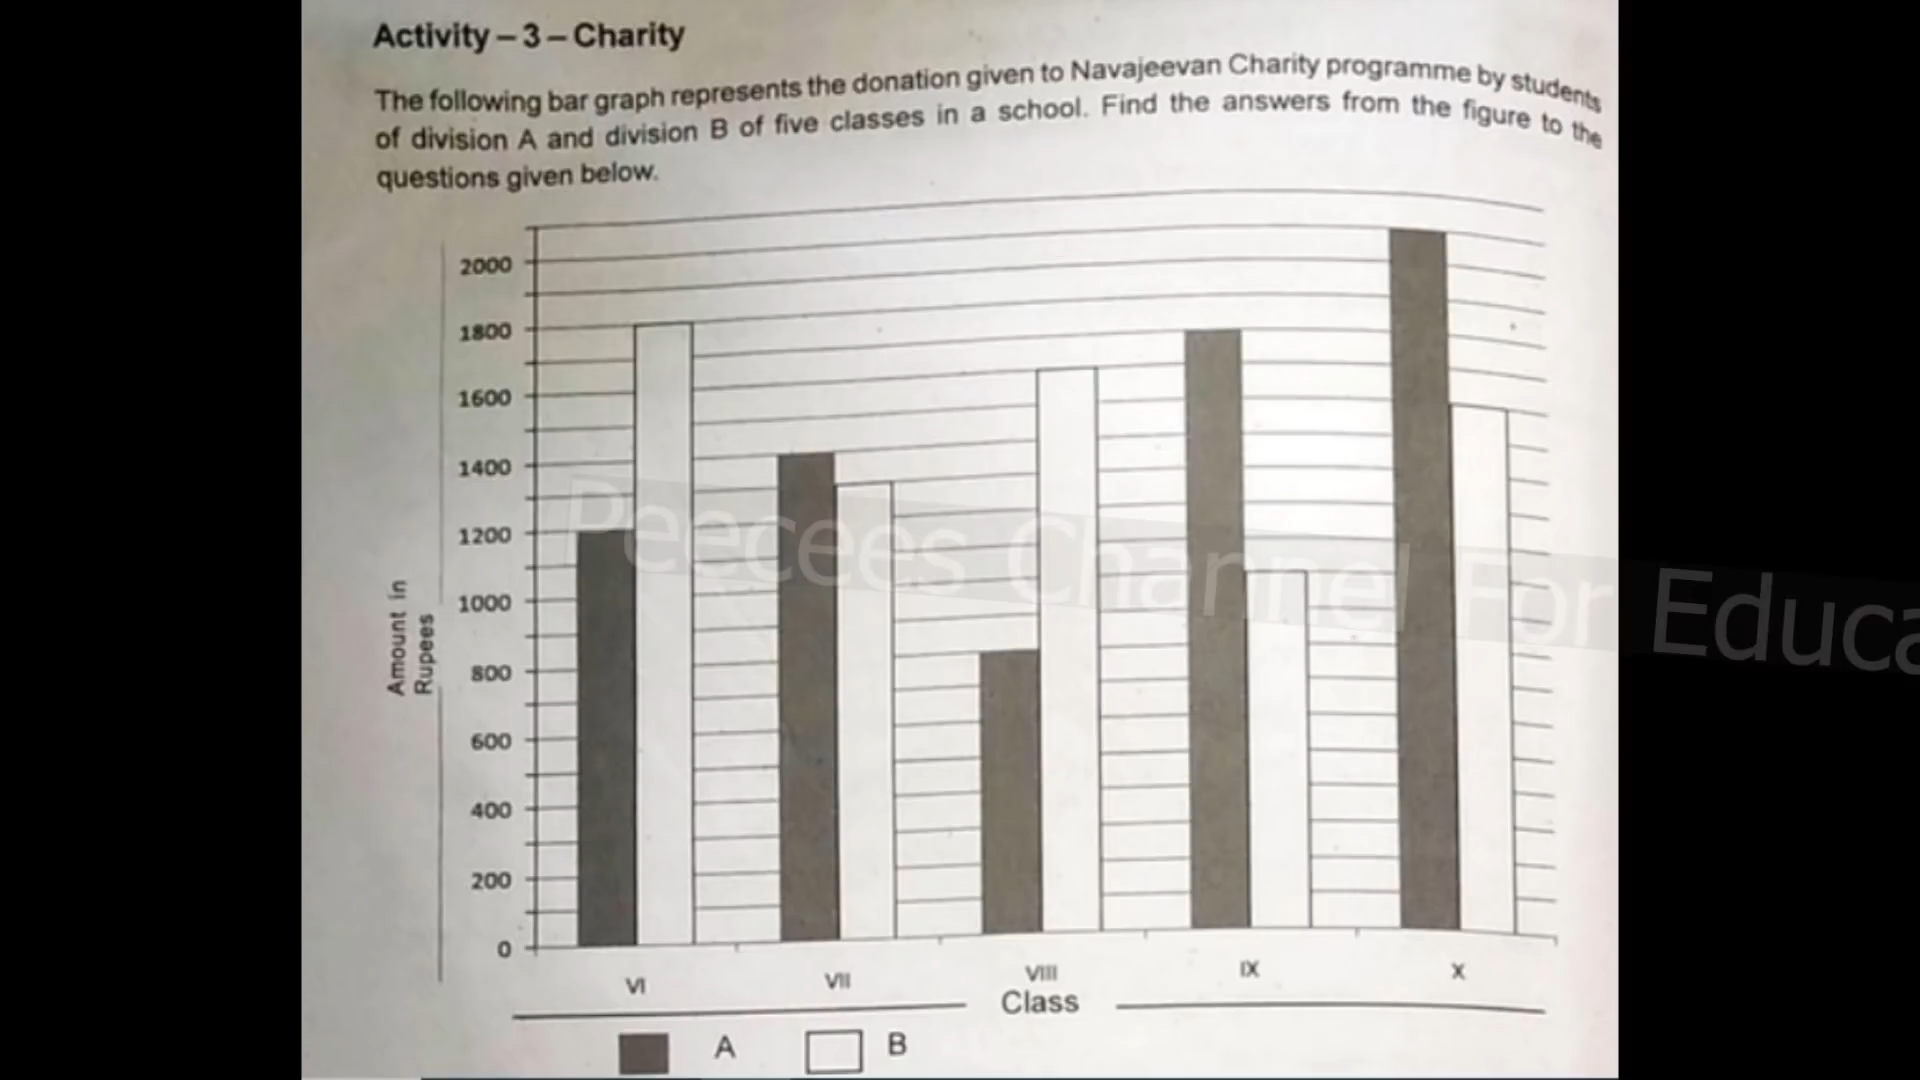 Activity – 3 – Charity
The following bar graph represents the donation given to Navajeevan Charity programme by students
of division A and division B of five classes in a school. Find the answers from the figure to the
questions given below.
2000
1800
1600
1400
1200
1000
800
600
400
200
0
Amount in
Rupees
Peecees Channel For Educa
VI VII VIII IX X
Class
A B